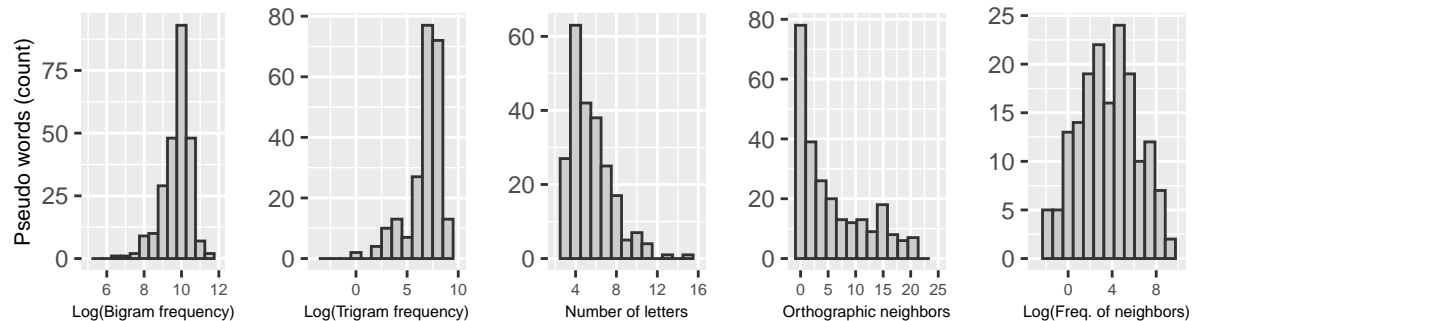 Pseudo words (count)
75
50
25
0
6 8 10 12
Log(Bigram frequency)
80
60
40
20
0
0 5 10
Log(Trigram frequency)
60
40
20
0
4 8 12 16
Number of letters
80
60
40
20
0
0 5 10 15 20 25
Orthographic neighbors
25
20
15
10
5
0
0 4 8
Log(Freq. of neighbors)